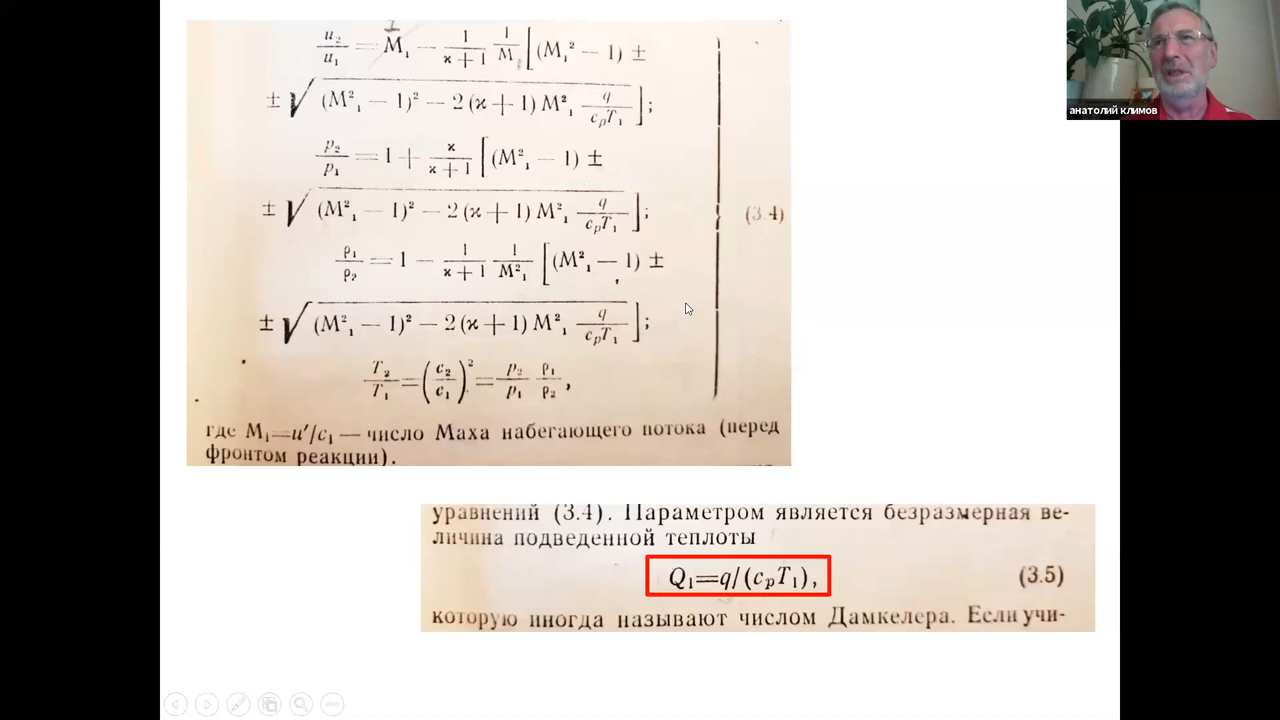 u₂/u₁ = M₁ − 1/(ϰ+1) 1/M₁ [(M₁² − 1) ±
± √((M²₁ − 1)² − 2 (ϰ + 1) M²₁ q/(cₚT₁))];
p₂/p₁ = 1 + ϰ/(ϰ+1) [(M²₁ − 1) ±
± √((M²₁ − 1)² − 2 (ϰ + 1) M²₁ q/(cₚT₁))];
(3.4)
ρ₁/ρ₂ = 1 − 1/(ϰ+1) 1/M²₁ [(M²₁ − 1) ±
± √((M²₁ − 1)² − 2 (ϰ + 1) M²₁ q/(cₚT₁))];
T₂/T₁ = (c₂/c₁)² = p₂/p₁ ρ₁/ρ₂,
где M₁=u′/c₁ — число Маха набегающего потока (перед
фронтом реакции).
уравнений (3.4). Параметром является безразмерная ве-
личина подведенной теплоты
Q₁=q/(cₚT₁), (3.5)
которую иногда называют числом Дамкелера. Если учи-
анатолий климов